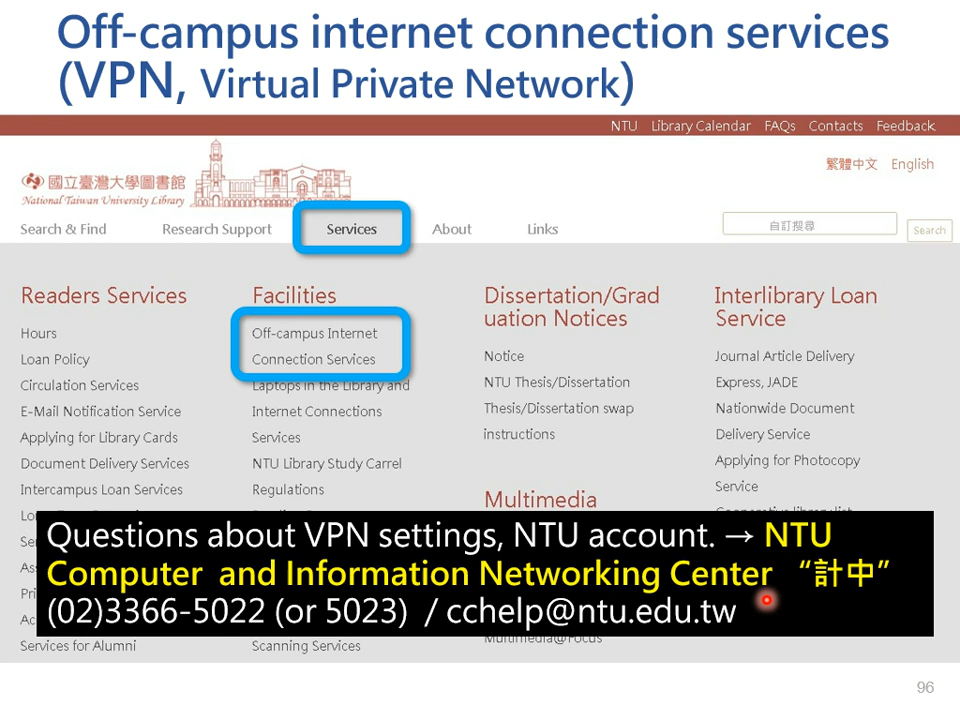 Off-campus internet connection services
(VPN, Virtual Private Network)
NTU Library Calendar FAQs Contacts Feedback
繁體中文 English
國立臺灣大學圖書館
National Taiwan University Library
Search & Find Research Support Services About Links
自訂搜尋 Search
Readers Services
Hours
Loan Policy
Circulation Services
E-Mail Notification Service
Applying for Library Cards
Document Delivery Services
Intercampus Loan Services
Facilities
Off-campus Internet
Connection Services
Laptops in the Library and
Internet Connections
Services
NTU Library Study Carrel
Regulations
Dissertation/Grad
uation Notices
Notice
NTU Thesis/Dissertation
Thesis/Dissertation swap
instructions
Multimedia
Interlibrary Loan
Service
Journal Article Delivery
Express, JADE
Nationwide Document
Delivery Service
Applying for Photocopy
Service
Questions about VPN settings, NTU account. → NTU
Computer and Information Networking Center “計中”
(02)3366-5022 (or 5023) / cchelp@ntu.edu.tw
Services for Alumni
Scanning Services
Multimedia@Focus
96